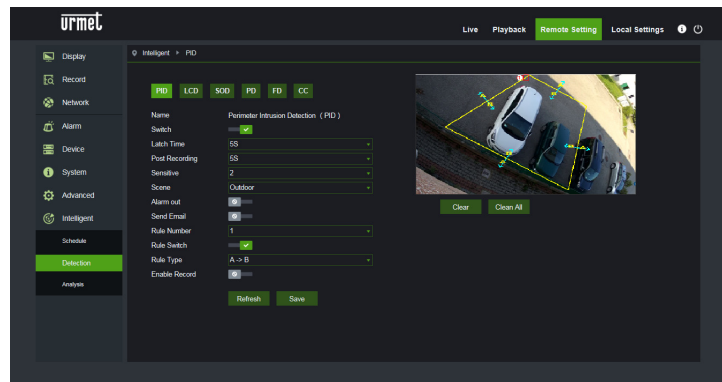 urmet
Live Playback Remote Setting Local Settings
Display
Record
Network
Alarm
Device
System
Advanced
Intelligent
Schedule
Detection
Analysis
Intelligent ▸ PID
PID LCD SOD PD FD CC
Name Perimeter Intrusion Detection ( PID )
Switch
Latch Time 5S
Post Recording 5S
Sensitive 2
Scene Outdoor
Alarm out
Send Email
Rule Number 1
Rule Switch
Rule Type A -> B
Enable Record
Refresh Save
Clear Clean All